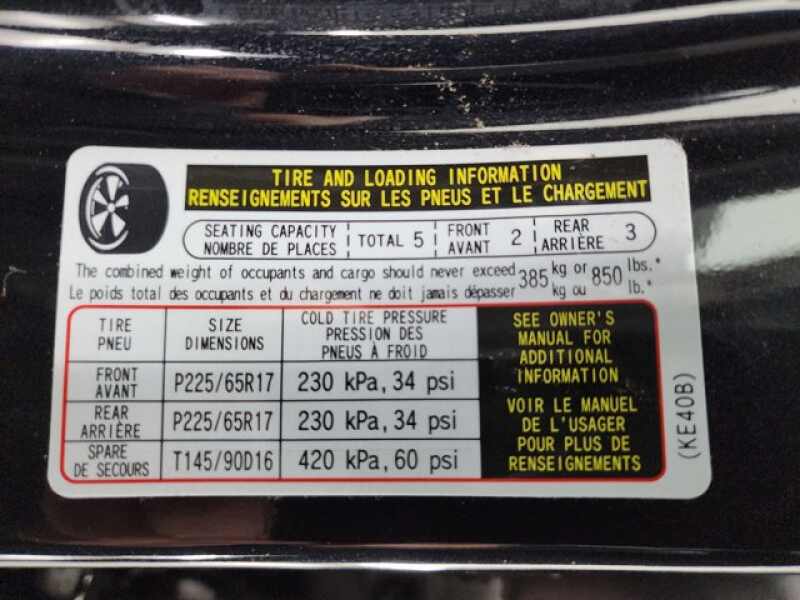 TIRE AND LOADING INFORMATION
RENSEIGNEMENTS SUR LES PNEUS ET LE CHARGEMENT
SEATING CAPACITY
NOMBRE DE PLACES
TOTAL 5
FRONT
AVANT
2
REAR
ARRIÈRE
3
The combined weight of occupants and cargo should never exceed 385 kg or 850 lbs.*
Le poids total des occupants et du chargement ne doit jamais dépasser kg ou lb.*
TIRE
PNEU
SIZE
DIMENSIONS
COLD TIRE PRESSURE
PRESSION DES
PNEUS À FROID
FRONT
AVANT
P225/65R17
230 kPa, 34 psi
REAR
ARRIÈRE
P225/65R17
230 kPa, 34 psi
SPARE
DE SECOURS
T145/90D16
420 kPa, 60 psi
SEE OWNER'S
MANUAL FOR
ADDITIONAL
INFORMATION
VOIR LE MANUEL
DE L'USAGER
POUR PLUS DE
RENSEIGNEMENTS
(KE40B)